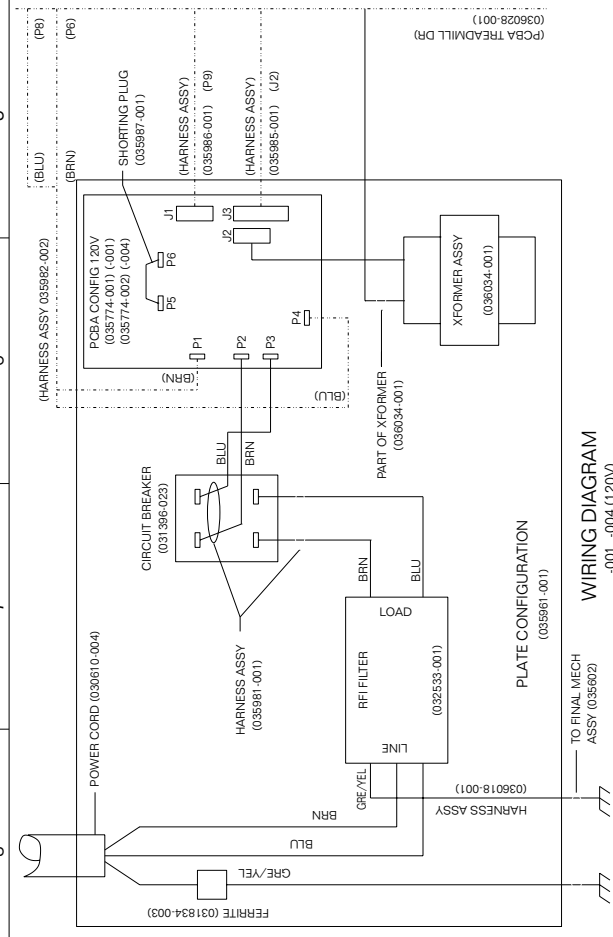 (P8)
(P6)
(BLU)
(BRN)
(HARNESS ASSY 035982-002)
SHORTING PLUG
(035987-001)
(HARNESS ASSY)
(035986-001) (P9)
(HARNESS ASSY)
(035985-001) (J2)
(PCBA TREADMILL DR)
(036028-001)
PCBA CONFIG 120V
(035774-001) (-001)
(035774-002) (-004)
P5
P6
J1
J3
J2
P1
P2
P3
P4
(BRN)
(BLU)
XFORMER ASSY
(036034-001)
PART OF XFORMER
(036034-001)
CIRCUIT BREAKER
(031396-023)
BLU
BRN
HARNESS ASSY
(035981-001)
BRN
BLU
LOAD
RFI FILTER
(032533-001)
LINE
POWER CORD (030610-004)
GRE/YEL
BRN
BLU
GRE/YEL
FERRITE (031834-003)
HARNESS ASSY
(036018-001)
TO FINAL MECH
ASSY (035602)
PLATE CONFIGURATION
(035961-001)
WIRING DIAGRAM
-001, -004 (120V)